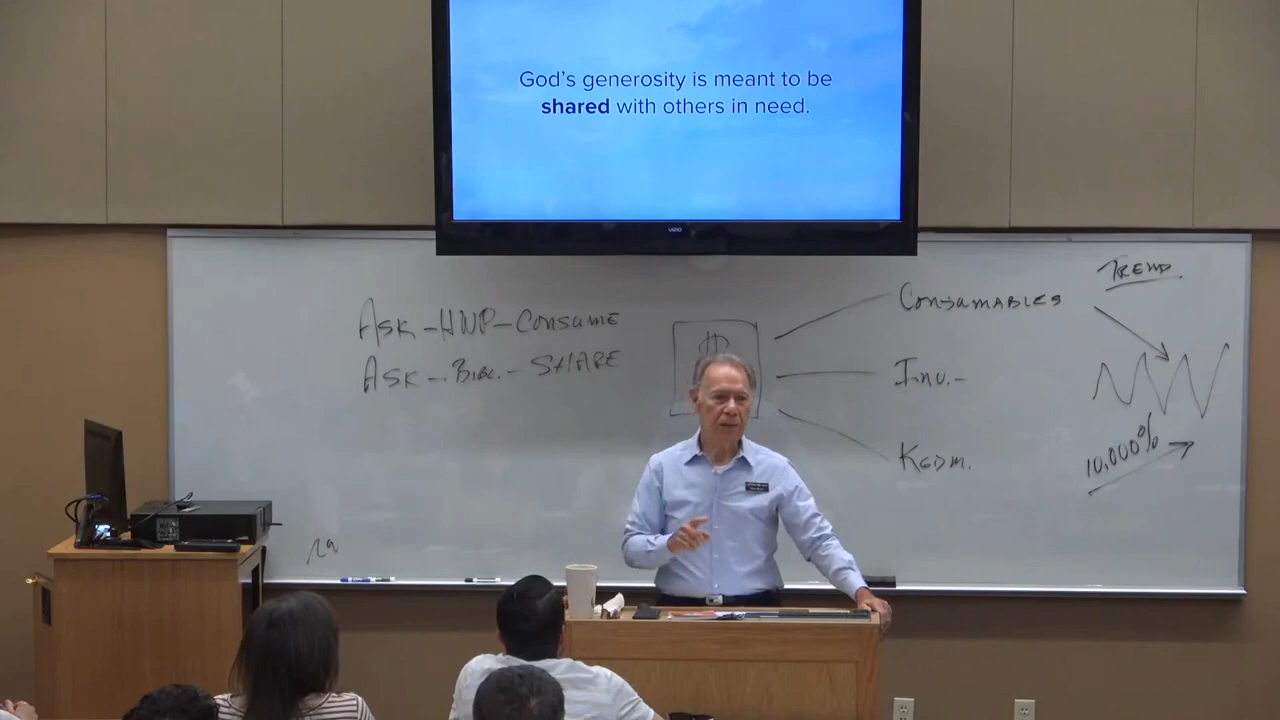 God's generosity is meant to be
shared with others in need.
VIZIO
TREND
ASK-HNP-CONSUME
ASK-BIBL.-SHARE
$
CONSUMABLES
INV.-
KGDM.
10,000%